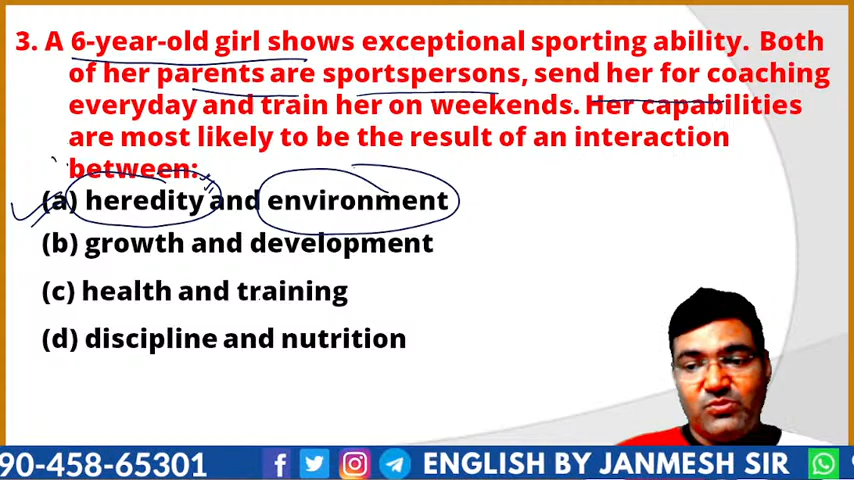 3. A 6-year-old girl shows exceptional sporting ability. Both
of her parents are sportspersons, send her for coaching
everyday and train her on weekends. Her capabilities
are most likely to be the result of an interaction
between:
(a) heredity and environment
(b) growth and development
(c) health and training
(d) discipline and nutrition
90-458-65301 ENGLISH BY JANMESH SIR